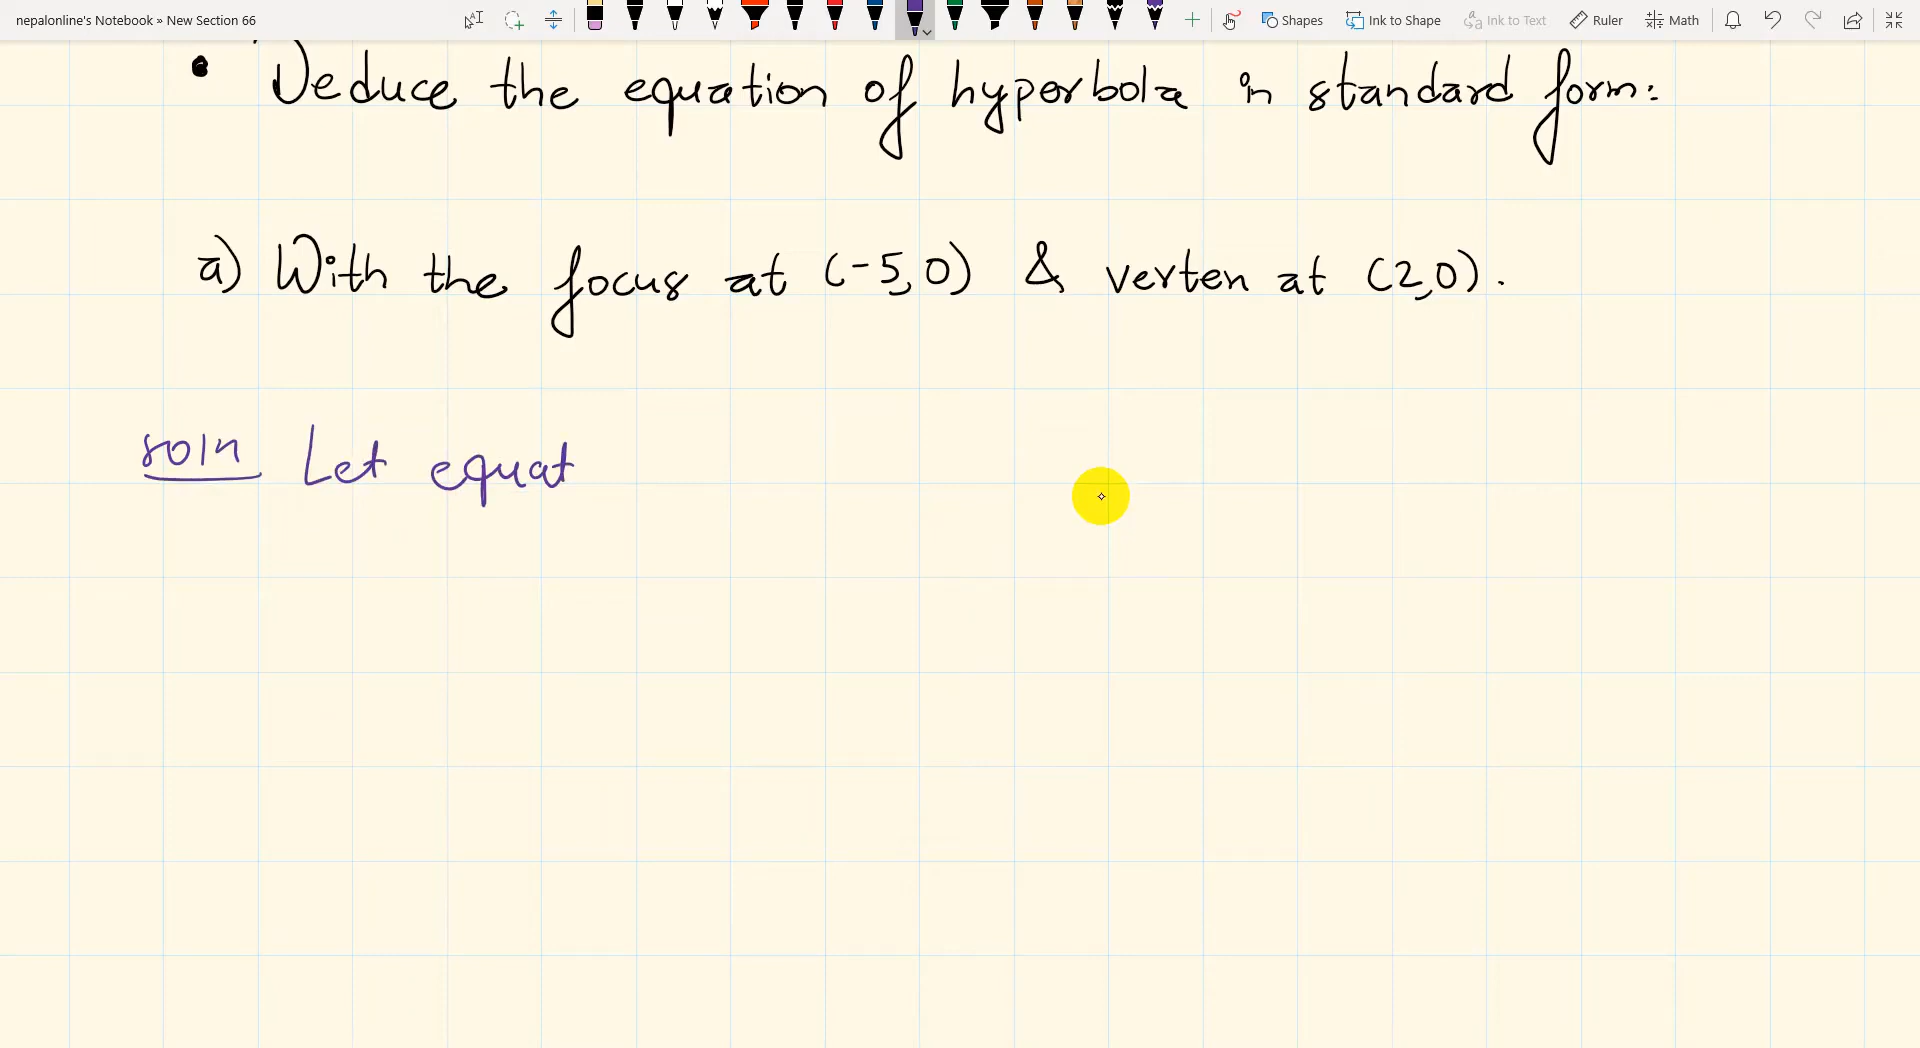 nepalonline's Notebook » New Section 66
Shapes Ink to Shape Ink to Text Ruler Math
• Deduce the equation of hyperbola in standard form:
a) With the focus at (-5,0) & verten at (2,0).
soln Let equat